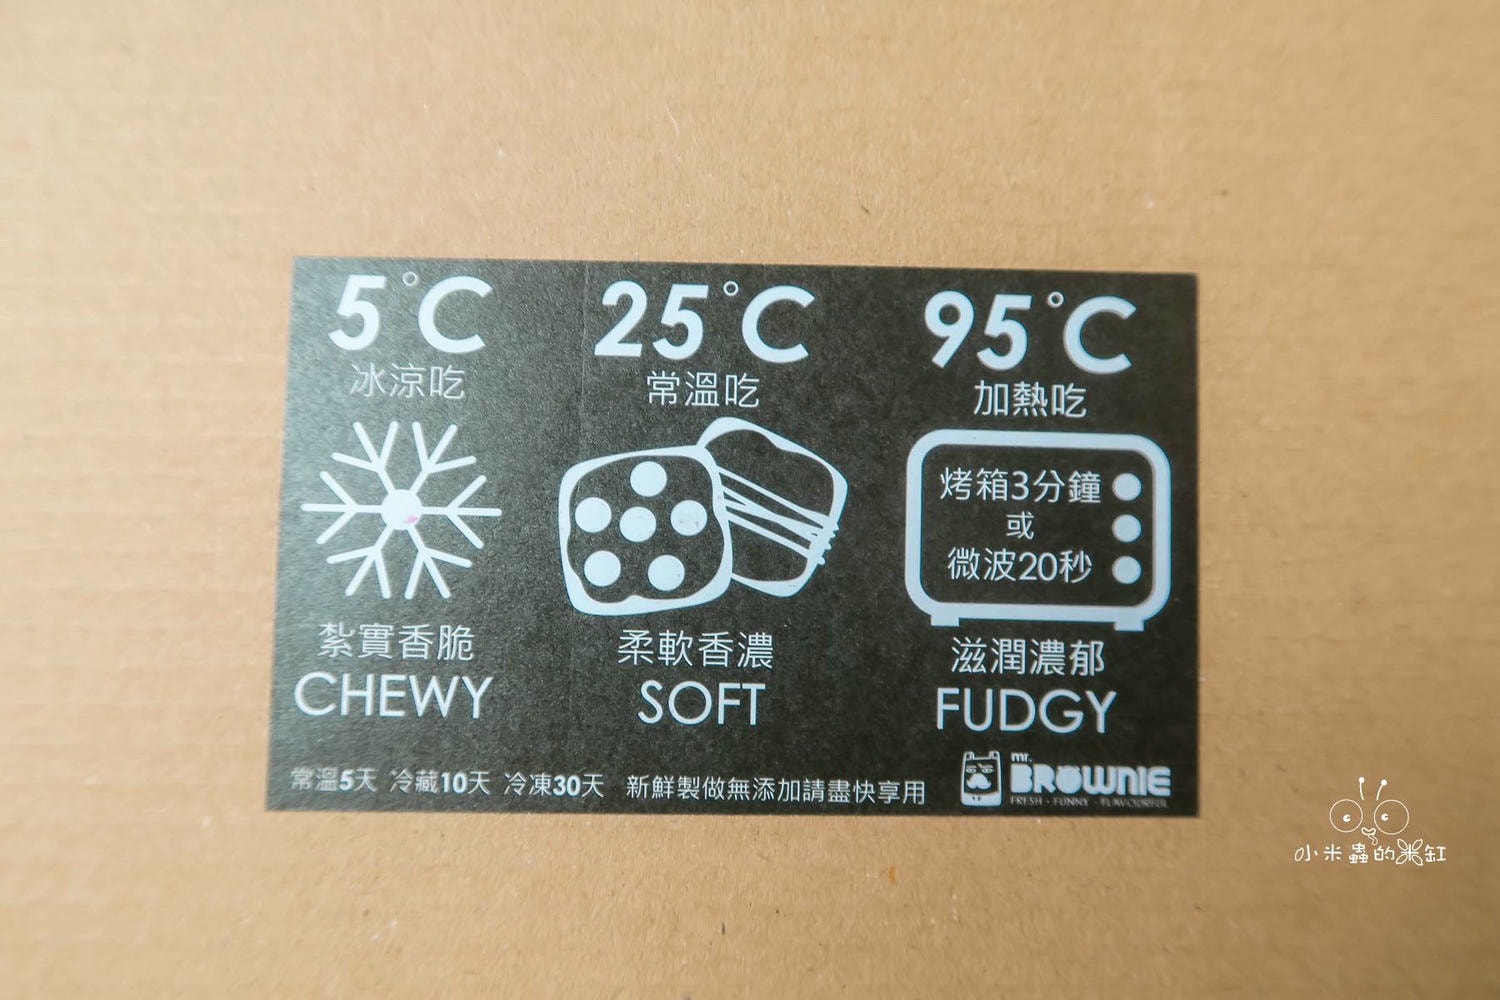 5°C
冰涼吃
紮實香脆
CHEWY
25°C
常溫吃
柔軟香濃
SOFT
95°C
加熱吃
烤箱3分鐘
或
微波20秒
滋潤濃郁
FUDGY
常溫5天 冷藏10天 冷凍30天 新鮮製做無添加請盡快享用
mr.
BROWNIE
FRESH · FUNNY · FLAVOURFUL
小米蟲的米缸